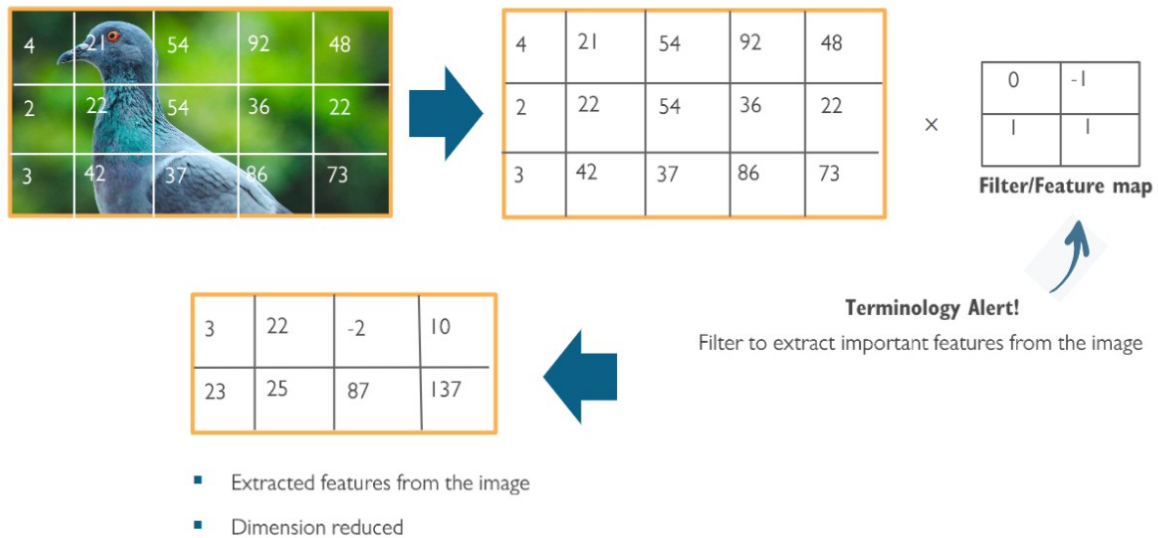 4 21 54 92 48
2 22 54 36 22
3 42 37 86 73
4 21 54 92 48
2 22 54 36 22
3 42 37 86 73
×
0 -1
1 1
Filter/Feature map
Terminology Alert!
Filter to extract important features from the image
3 22 -2 10
23 25 87 137
▪ Extracted features from the image
▪ Dimension reduced